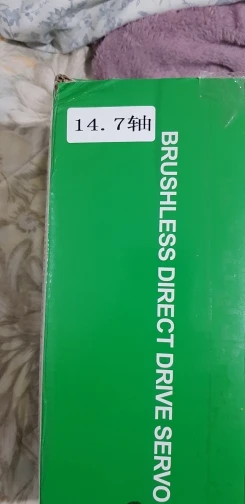 14.7轴
BRUSHLESS DIRECT DRIVE SERVO